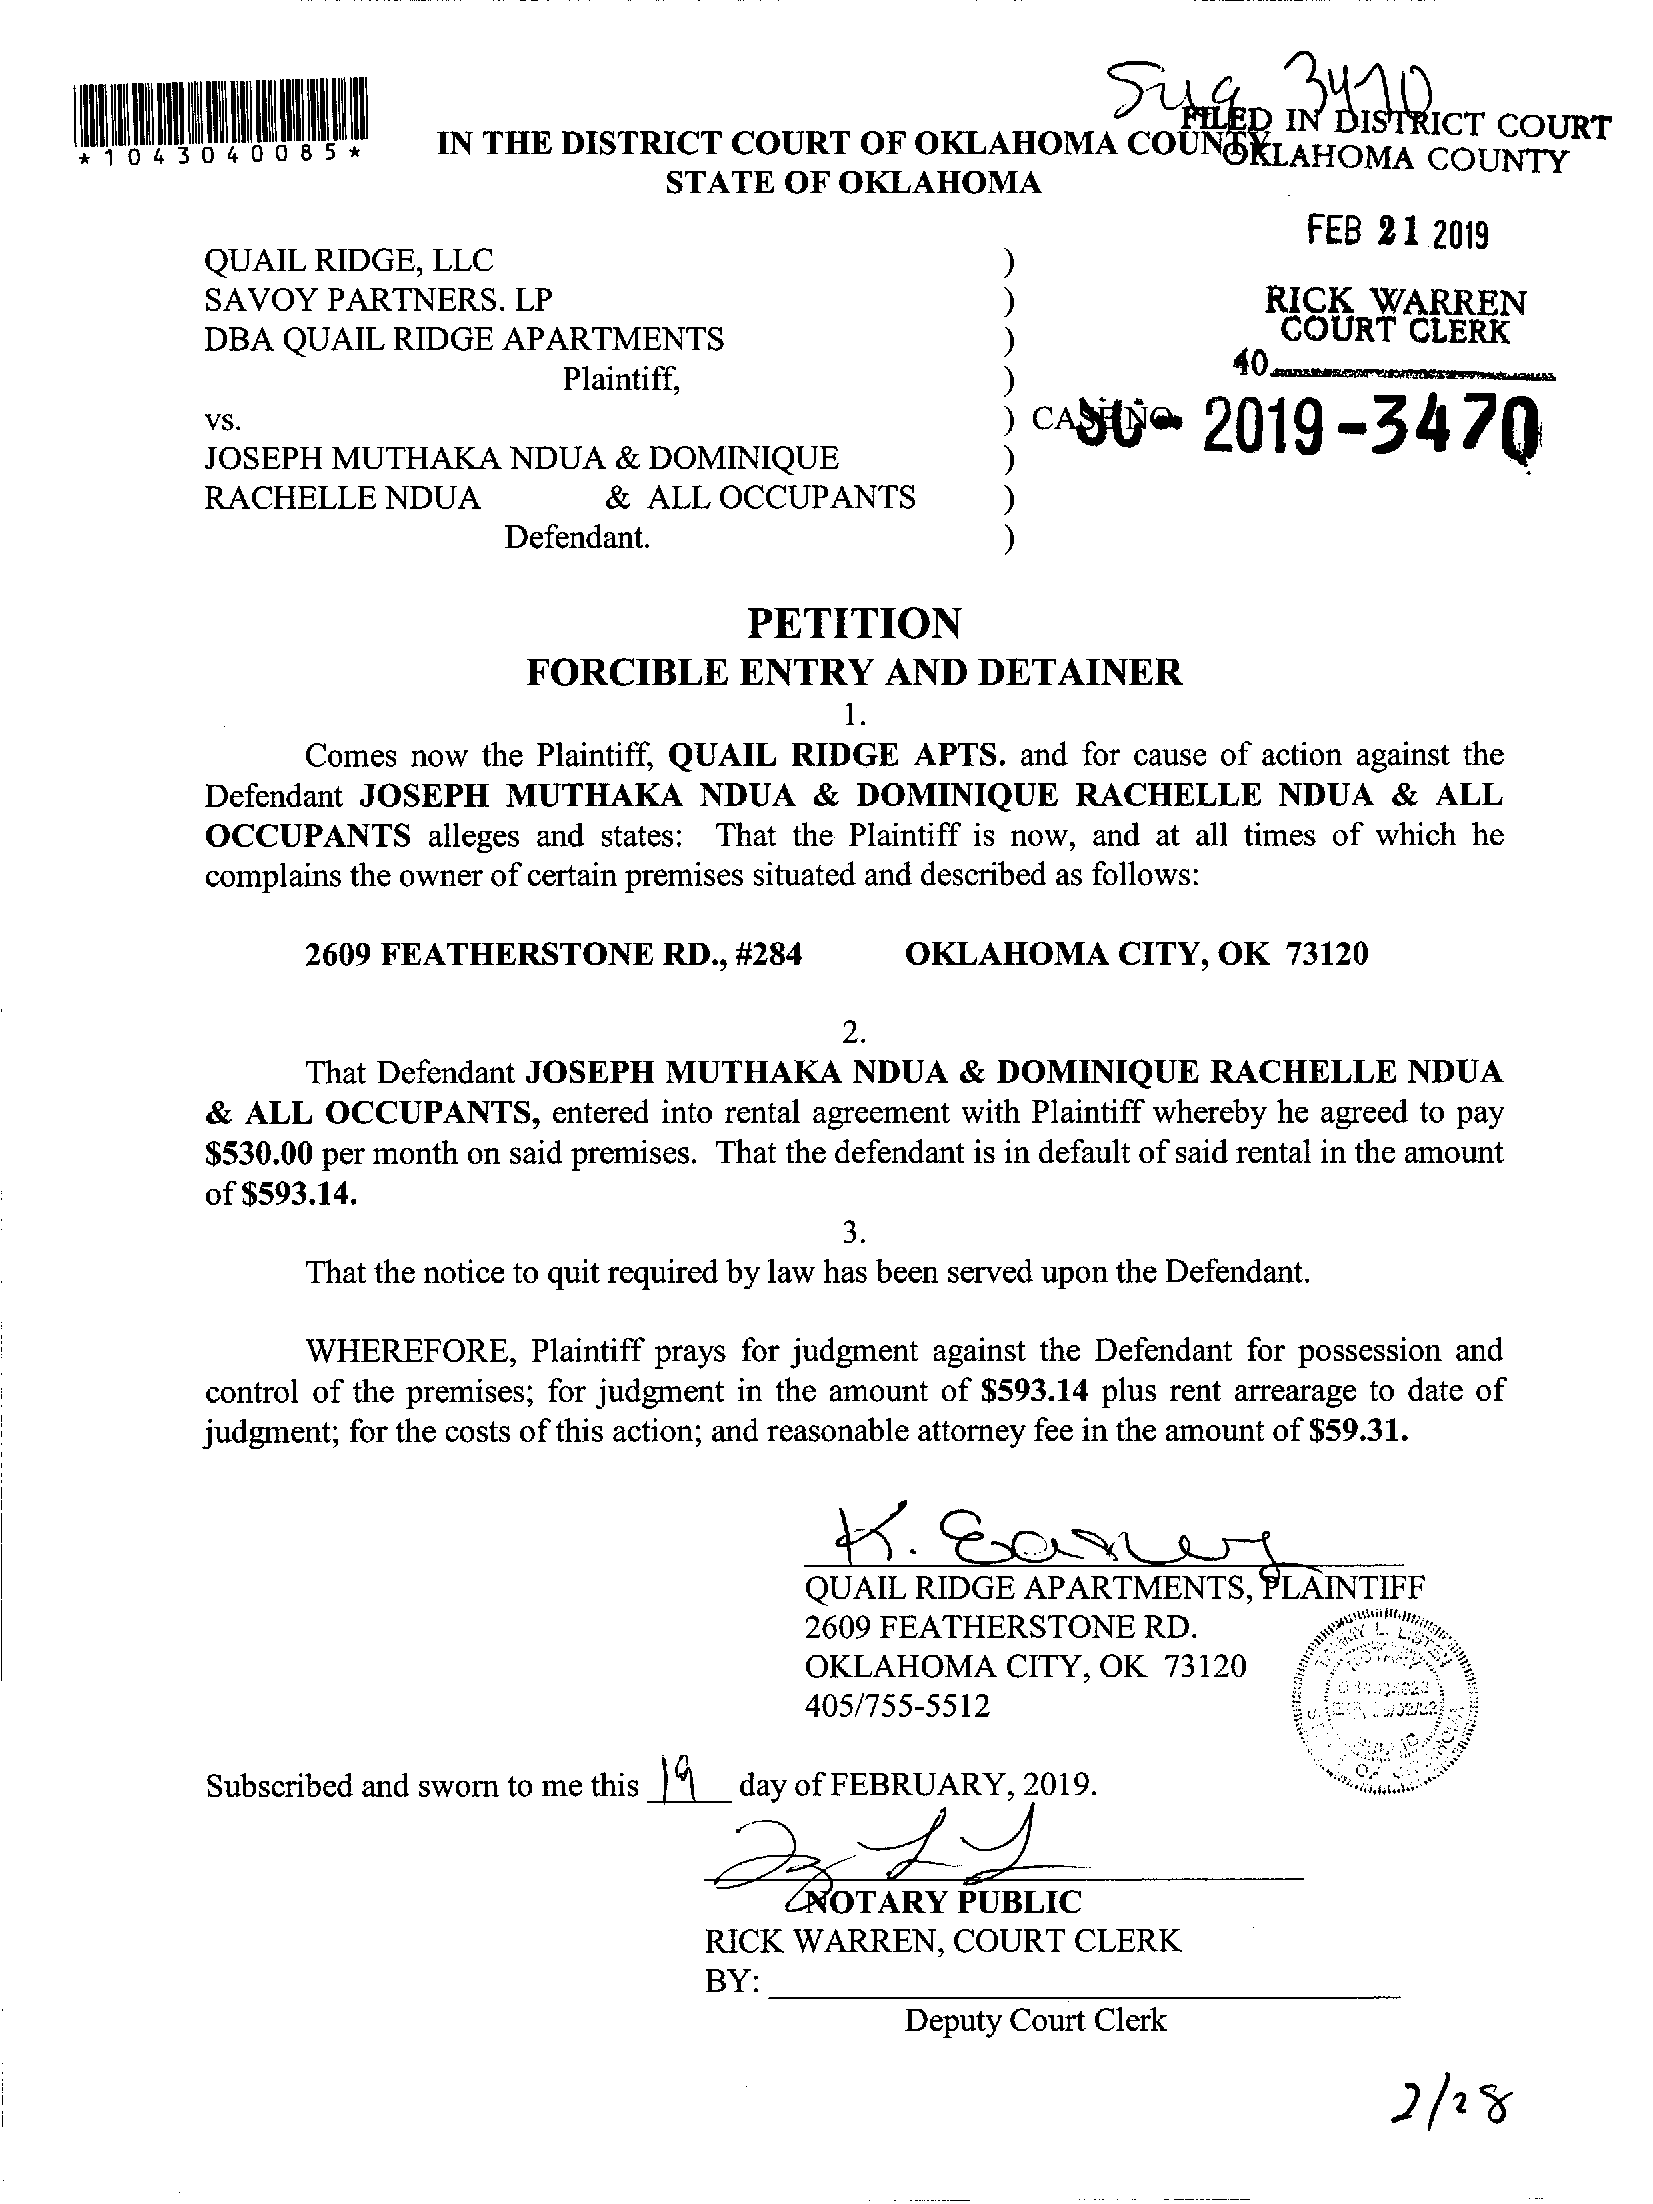 *1043040085*
3470
FILED IN DISTRICT COURT
OKLAHOMA COUNTY
IN THE DISTRICT COURT OF OKLAHOMA COUNTY
STATE OF OKLAHOMA
FEB 21 2019
RICK WARREN
COURT CLERK
40
QUAIL RIDGE, LLC )
SAVOY PARTNERS. LP )
DBA QUAIL RIDGE APARTMENTS )
Plaintiff, )
vs. ) CASE NO. 2019-3470
JOSEPH MUTHAKA NDUA & DOMINIQUE )
RACHELLE NDUA & ALL OCCUPANTS )
Defendant. )
PETITION
FORCIBLE ENTRY AND DETAINER
1.
Comes now the Plaintiff, QUAIL RIDGE APTS. and for cause of action against the
Defendant JOSEPH MUTHAKA NDUA & DOMINIQUE RACHELLE NDUA & ALL
OCCUPANTS alleges and states: That the Plaintiff is now, and at all times of which he
complains the owner of certain premises situated and described as follows:
2609 FEATHERSTONE RD., #284 OKLAHOMA CITY, OK 73120
2.
That Defendant JOSEPH MUTHAKA NDUA & DOMINIQUE RACHELLE NDUA
& ALL OCCUPANTS, entered into rental agreement with Plaintiff whereby he agreed to pay
$530.00 per month on said premises. That the defendant is in default of said rental in the amount
of $593.14.
3.
That the notice to quit required by law has been served upon the Defendant.
WHEREFORE, Plaintiff prays for judgment against the Defendant for possession and
control of the premises; for judgment in the amount of $593.14 plus rent arrearage to date of
judgment; for the costs of this action; and reasonable attorney fee in the amount of $59.31.
K.
QUAIL RIDGE APARTMENTS, PLAINTIFF
2609 FEATHERSTONE RD.
OKLAHOMA CITY, OK 73120
405/755-5512
Subscribed and sworn to me this 19 day of FEBRUARY, 2019.
NOTARY PUBLIC
RICK WARREN, COURT CLERK
BY:
Deputy Court Clerk
2/28